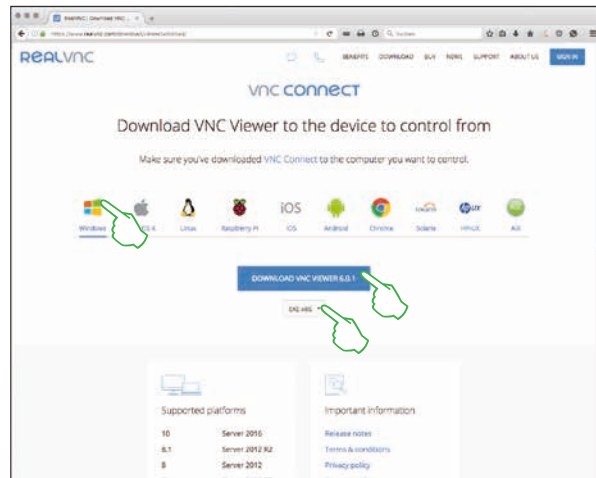 RealVNC: Download VNC ...
REALVNC
BENEFITS DOWNLOAD BUY NEWS SUPPORT ABOUT US SIGN IN
VNC CONNECT
Download VNC Viewer to the device to control from
Make sure you've downloaded VNC Connect to the computer you want to control.
iOS
Windows Linux Raspberry Pi iOS Android Chrome Solaris HP-UX AIX
DOWNLOAD VNC VIEWER 6.0.1
EXE x86
Supported platforms Important information
10 Server 2016 Release notes
8.1 Server 2012 R2 Terms & conditions
8 Server 2012 Privacy policy